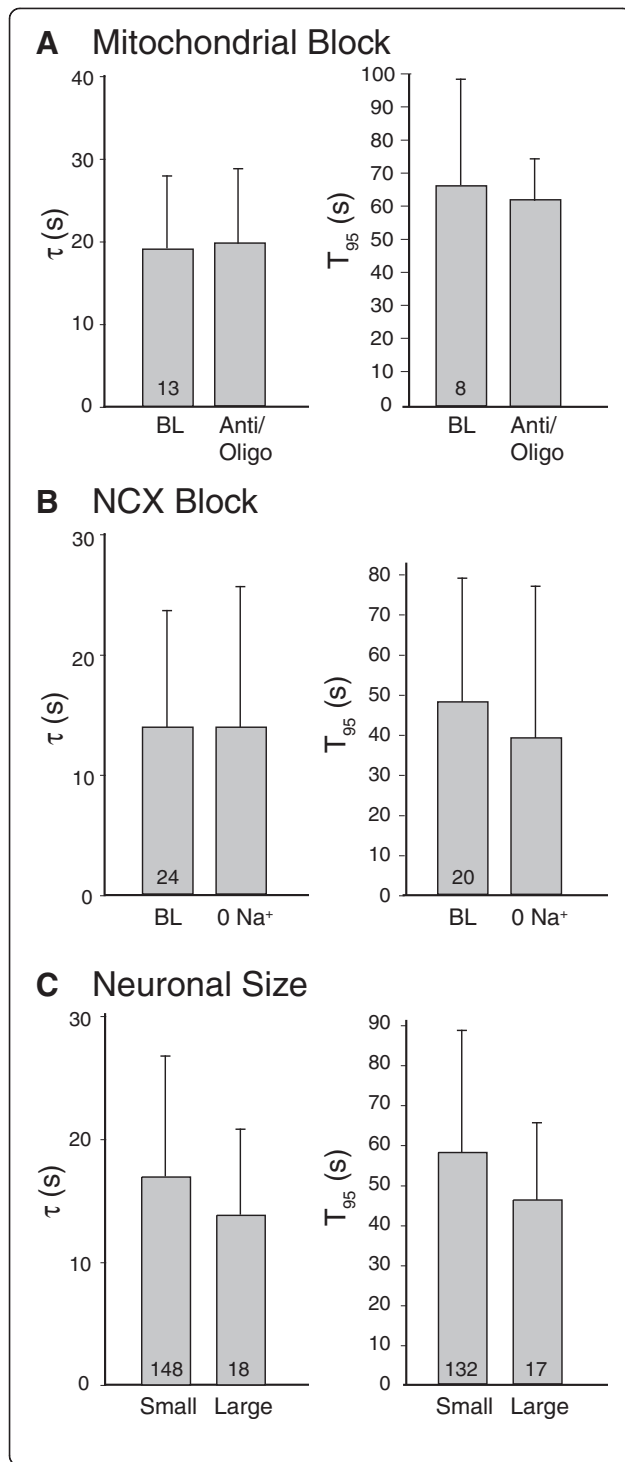 A Mitochondrial Block
τ (s)
40
30
20
10
0
13
BL
Anti/
Oligo
T95 (s)
100
90
80
70
60
50
40
30
20
10
0
8
BL
Anti/
Oligo
B NCX Block
τ (s)
30
20
10
0
24
BL
0 Na⁺
T95 (s)
80
70
60
50
40
30
20
10
0
20
BL
0 Na⁺
C Neuronal Size
τ (s)
30
20
10
0
148
18
Small
Large
T95 (s)
90
80
70
60
50
40
30
20
10
0
132
17
Small
Large